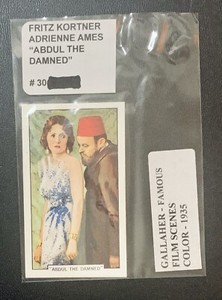 FRITZ KORTNER
ADRIENNE AMES
“ABDUL THE
DAMNED”
# 30
"ABDUL THE DAMNED"
GALLAHER - FAMOUS
FILM SCENES
COLOR - 1935